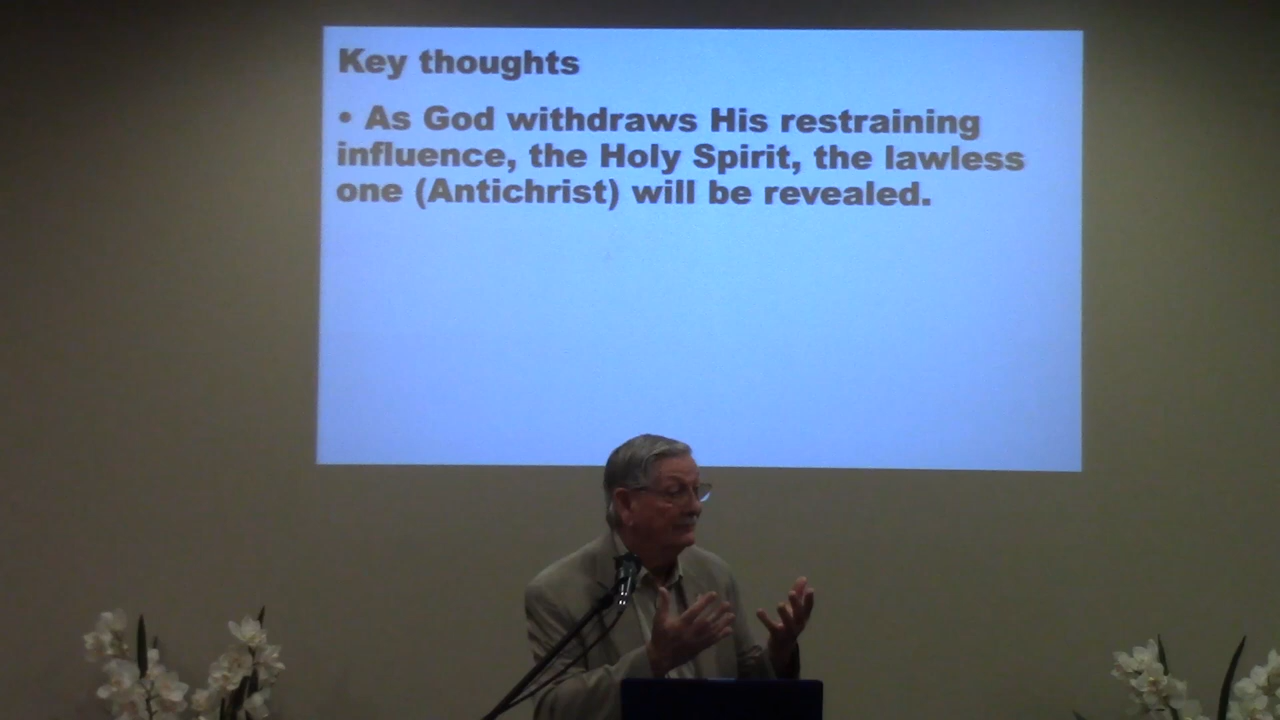 Key thoughts
• As God withdraws His restraining
influence, the Holy Spirit, the lawless
one (Antichrist) will be revealed.